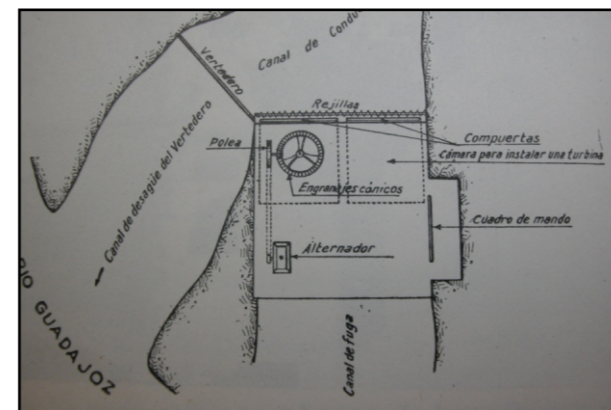 Canal de Condu
Vertedero
Rejillas
Compuertas
Polea
Cámara para instalar una turbina
Engranajes cónicos
Canal de desagüe del Vertedero
Cuadro de mando
Alternador
RIO GUADAJOZ
Canal de fuga